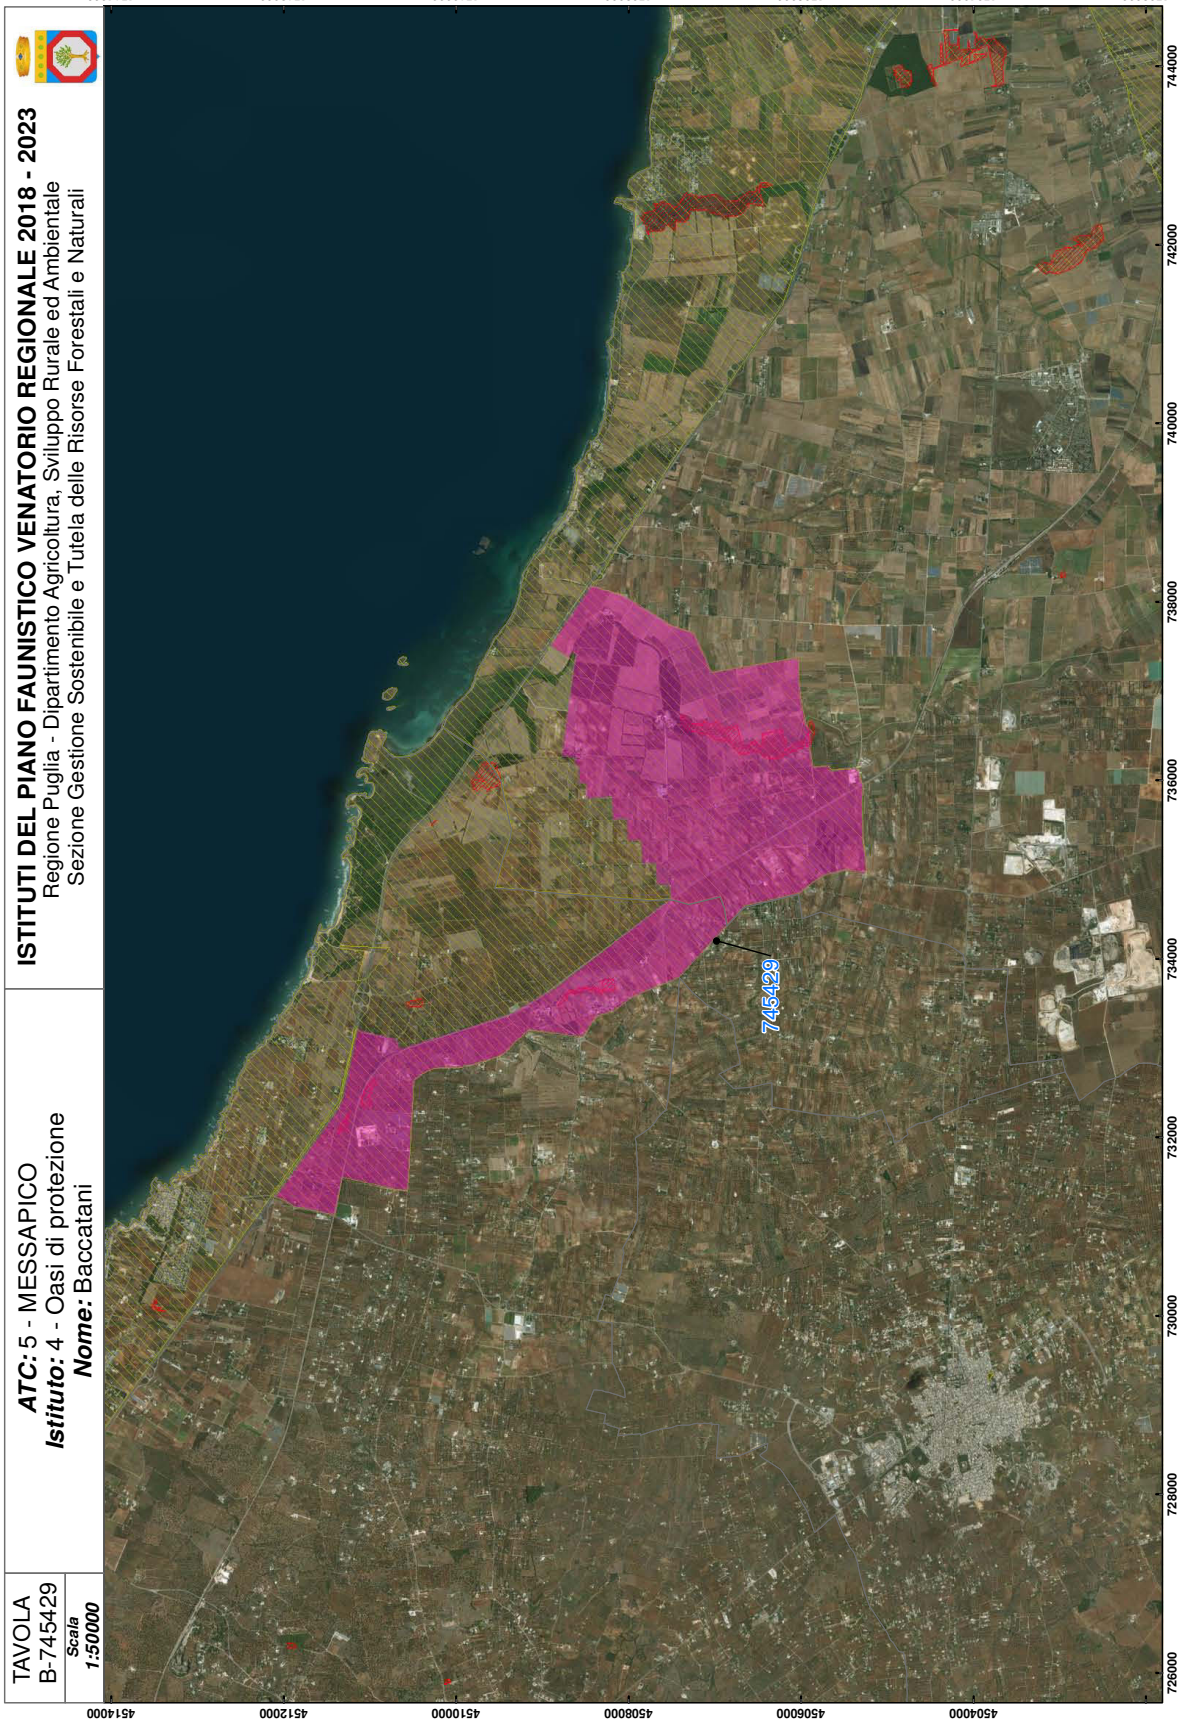 TAVOLA
B-745429
Scala
1:50000
ATC: 5 - MESSAPICO
Istituto: 4 - Oasi di protezione
Nome: Baccatani
ISTITUTI DEL PIANO FAUNISTICO VENATORIO REGIONALE 2018 - 2023
Regione Puglia - Dipartimento Agricoltura, Sviluppo Rurale ed Ambientale
Sezione Gestione Sostenibile e Tutela delle Risorse Forestali e Naturali
4514000
4512000
4510000
4508000
4506000
4504000
745429
726000
728000
730000
732000
734000
736000
738000
740000
742000
744000